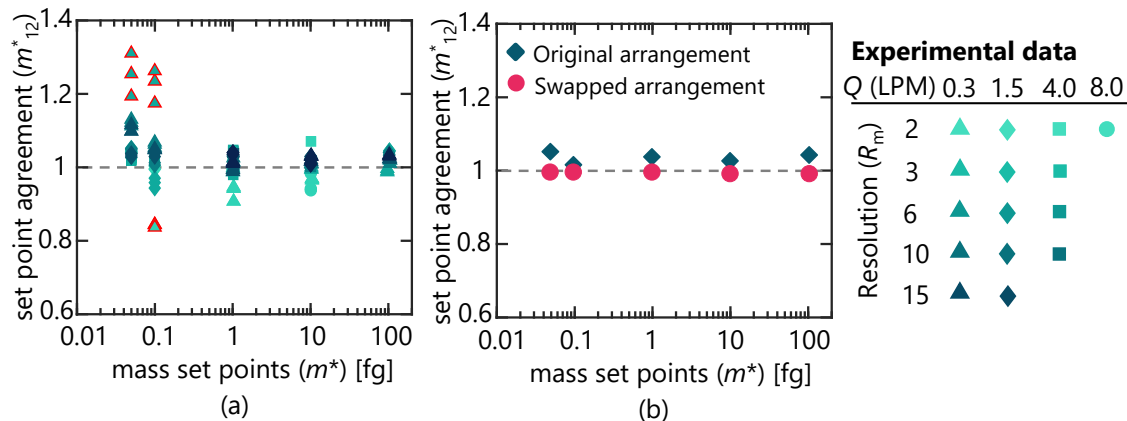 set point agreement (m*12)
1.4
1.2
1
0.8
0.6
0.01 0.1 1 10 100
mass set points (m*) [fg]
(a)
set point agreement (m*12)
1.4
1.2
1
0.8
0.6
Original arrangement
Swapped arrangement
0.01 0.1 1 10 100
mass set points (m*) [fg]
(b)
Experimental data
Q (LPM) 0.3 1.5 4.0 8.0
Resolution (Rm)
2
3
6
10
15